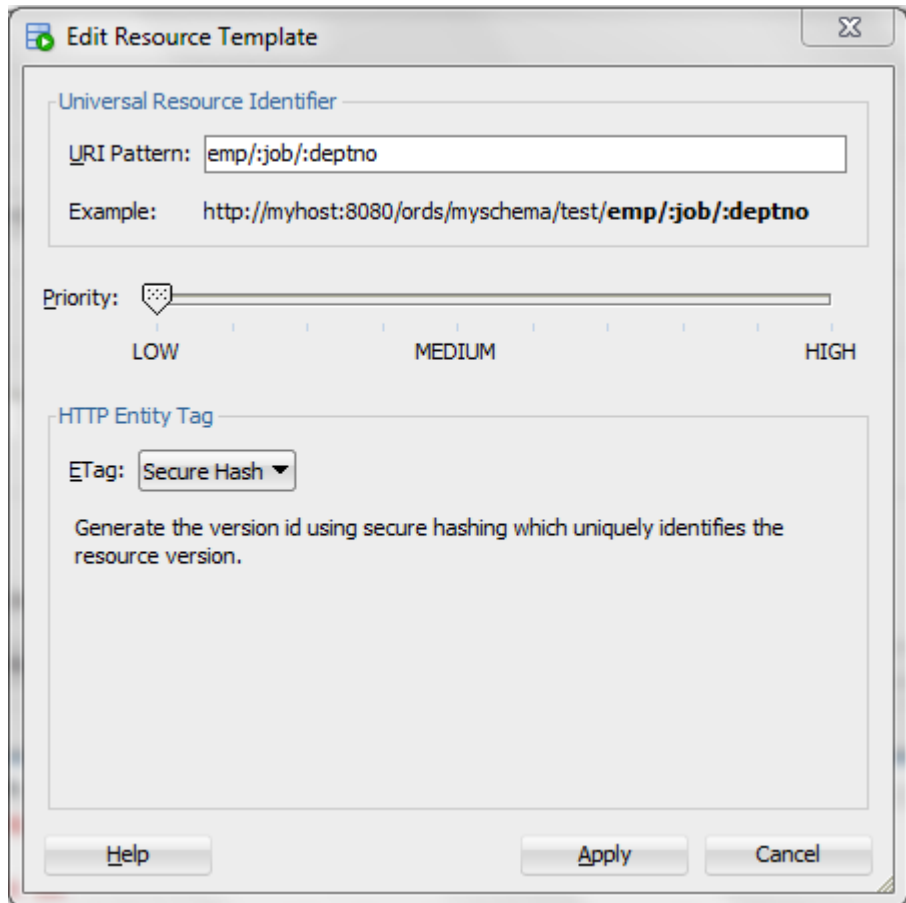 Edit Resource Template
Universal Resource Identifier
URI Pattern: emp/:job/:deptno
Example: http://myhost:8080/ords/myschema/test/emp/:job/:deptno
Priority:
LOW MEDIUM HIGH
HTTP Entity Tag
ETag: Secure Hash
Generate the version id using secure hashing which uniquely identifies the
resource version.
Help Apply Cancel